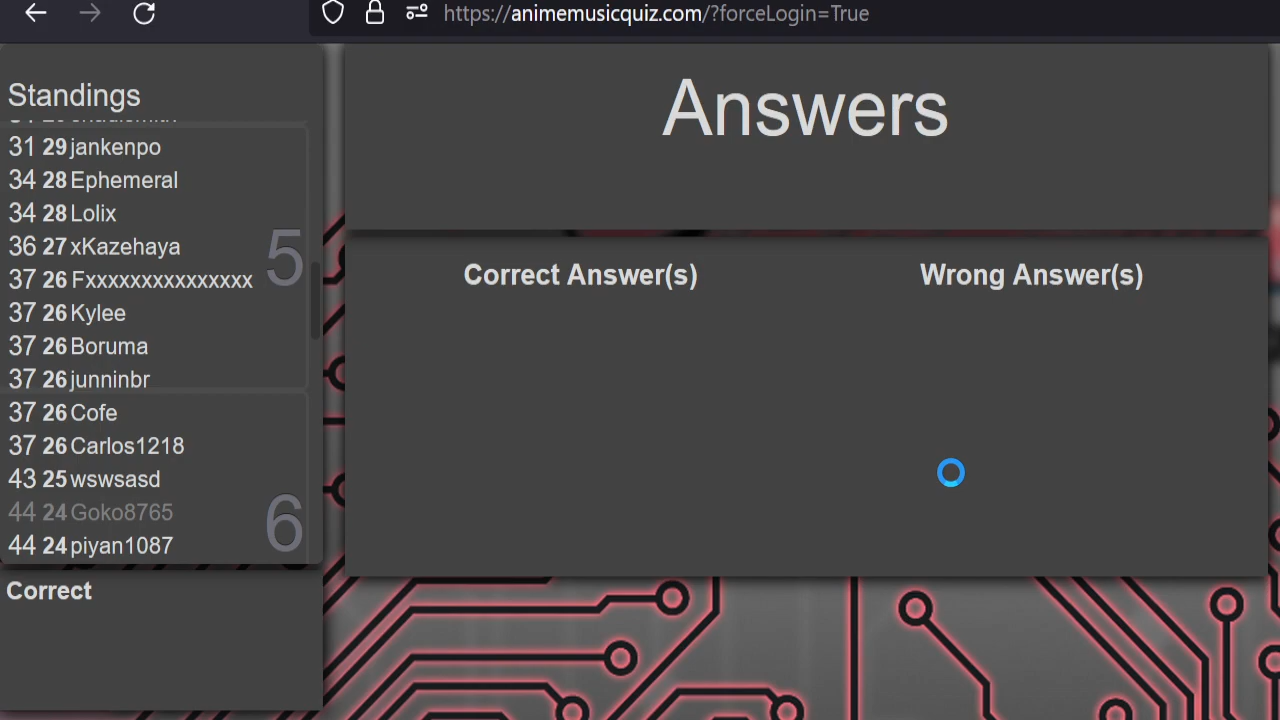 https://animemusicquiz.com/?forceLogin=True
Standings
31 29 jankenpo
34 28 Ephemeral
34 28 Lolix
36 27 xKazehaya
37 26 Fxxxxxxxxxxxxxxx
37 26 Kylee
37 26 Boruma
37 26 junninbr
5
37 26 Cofe
37 26 Carlos1218
43 25 wswsasd
44 24 Goko8765
44 24 piyan1087
6
Correct
Answers
Correct Answer(s)
Wrong Answer(s)